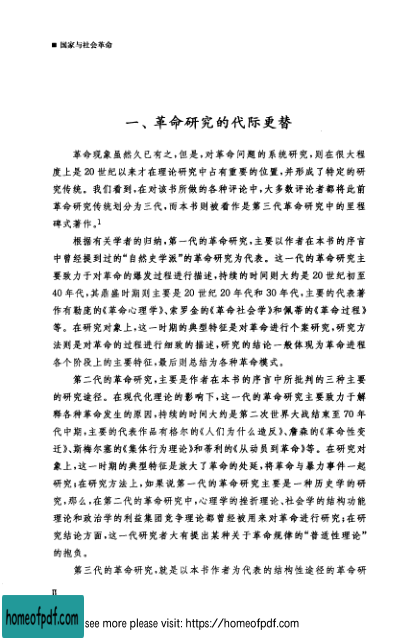 ■ 国家与社会革命
一、革命研究的代际更替
革命现象虽然久已有之,但是,对革命问题的系统研究,则在很大程
度上是 20 世纪以来才在理论研究中占有重要的位置,并形成了特定的研
究传统。我们看到,在对该书所做的各种评论中,大多数评论者都将此前
革命研究传统划分为三代,而本书则被看作是第三代革命研究中的里程
碑式著作。1
根据有关学者的归纳,第一代的革命研究,主要以作者在本书的序言
中曾经提到过的“自然史学派”的革命研究为代表。这一代的革命研究主
要致力于对革命的爆发过程进行描述,持续的时间则大约是 20 世纪初至
40 年代,其鼎盛时期则主要是 20 世纪 20 年代和 30 年代,主要的代表著
作有勒庞的《革命心理学》、索罗金的《革命社会学》和佩蒂的《革命过程》
等。在研究对象上,这一时期的典型特征是对革命进行个案研究,研究方
法则是对革命的过程进行细致的描述,研究的结论一般体现为革命进程
各个阶段上的主要特征,最后则总结为各种革命模式。
第二代的革命研究,主要是作者在本书的序言中所批判的三种主要
的研究途径。在现代化理论的影响下,这一代的革命研究主要致力于解
释各种革命发生的原因,持续的时间大约是第二次世界大战结束至 70 年
代中期,主要的代表作品有格尔的《人们为什么造反》、詹森的《革命性变
迁》、斯梅尔塞的《集体行为理论》和蒂利的《从动员到革命》等。在研究对
象上,这一时期的典型特征是放大了革命的处延,将革命与暴力事件一起
研究;在研究方法上,如果说第一代的革命研究主要是一种历史学的研
究,那么,在第二代的革命研究中,心理学的挫折理论、社会学的结构功能
理论和政治学的利益集团竞争理论都曾经被用来对革命进行研究;在研
究结论方面,这一代研究者大有提出某种关于革命规律的“普适性理论”
的抱负。
第三代的革命研究,就是以本书作者为代表的结构性途径的革命研
II
homeofpdf.com see more please visit: https://homeofpdf.com